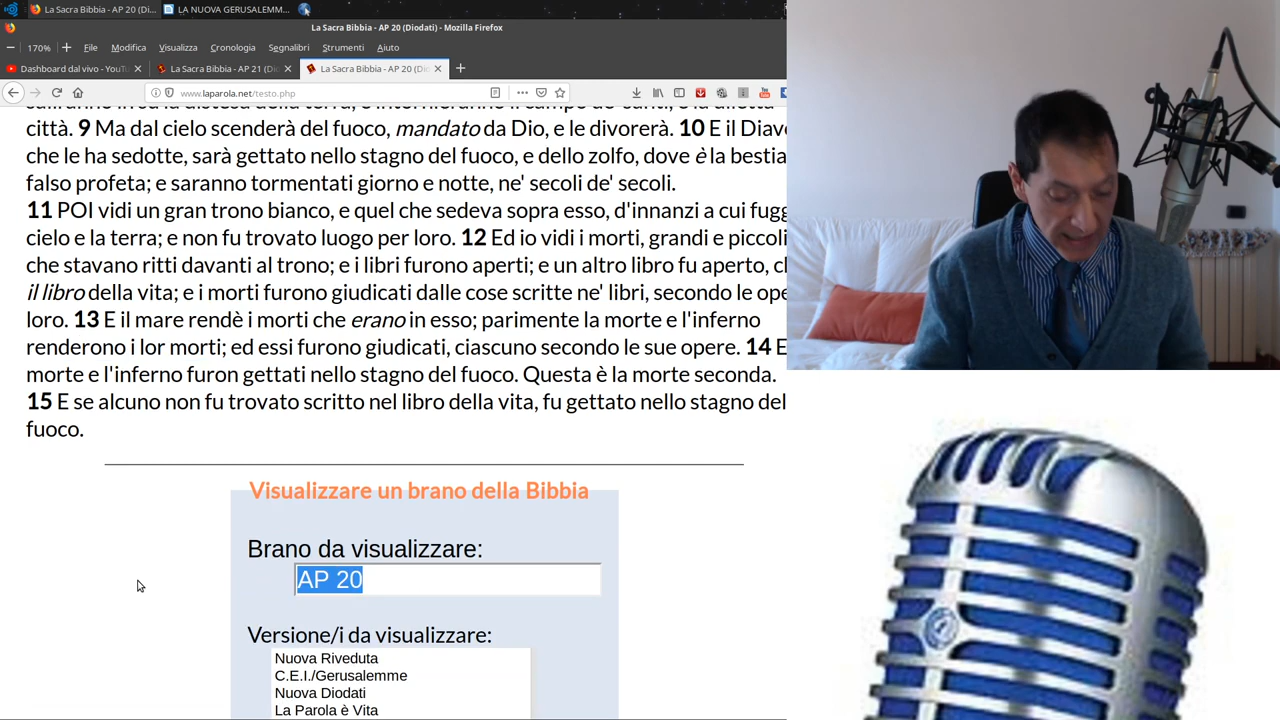 La Sacra Bibbia - AP 20 (Di...
LA NUOVA GERUSALEMM...
La Sacra Bibbia - AP 20 (Diodati) - Mozilla Firefox
170%
File Modifica Visualizza Cronologia Segnalibri Strumenti Aiuto
Dashboard dal vivo - YouTu
La Sacra Bibbia - AP 21 (Dio
La Sacra Bibbia - AP 20 (Dio
www.laparola.net/testo.php
città. 9 Ma dal cielo scenderà del fuoco, mandato da Dio, e le divorerà. 10 E il Diav
che le ha sedotte, sarà gettato nello stagno del fuoco, e dello zolfo, dove è la bestia
falso profeta; e saranno tormentati giorno e notte, ne' secoli de' secoli.
11 POI vidi un gran trono bianco, e quel che sedeva sopra esso, d'innanzi a cui fugg
cielo e la terra; e non fu trovato luogo per loro. 12 Ed io vidi i morti, grandi e piccoli
che stavano ritti davanti al trono; e i libri furono aperti; e un altro libro fu aperto, ch
il libro della vita; e i morti furono giudicati dalle cose scritte ne' libri, secondo le ope
loro. 13 E il mare rendè i morti che erano in esso; parimente la morte e l'inferno
renderono i lor morti; ed essi furono giudicati, ciascuno secondo le sue opere. 14 E
morte e l'inferno furon gettati nello stagno del fuoco. Questa è la morte seconda.
15 E se alcuno non fu trovato scritto nel libro della vita, fu gettato nello stagno del
fuoco.
Visualizzare un brano della Bibbia
Brano da visualizzare:
AP 20
Versione/i da visualizzare:
Nuova Riveduta
C.E.I./Gerusalemme
Nuova Diodati
La Parola è Vita